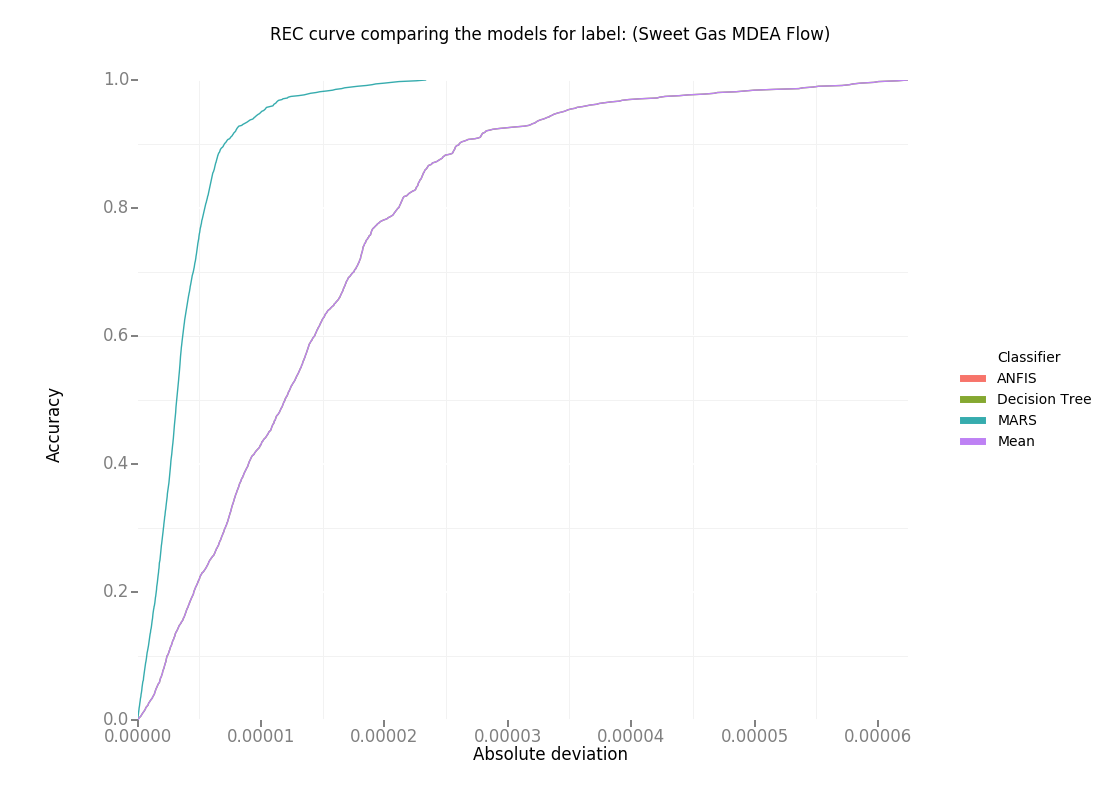 REC curve comparing the models for label: (Sweet Gas MDEA Flow)
1.0
0.8
0.6
0.4
0.2
0.0
Accuracy
0.00000 0.00001 0.00002 0.00003 0.00004 0.00005 0.00006
Absolute deviation
Classifier
ANFIS
Decision Tree
MARS
Mean